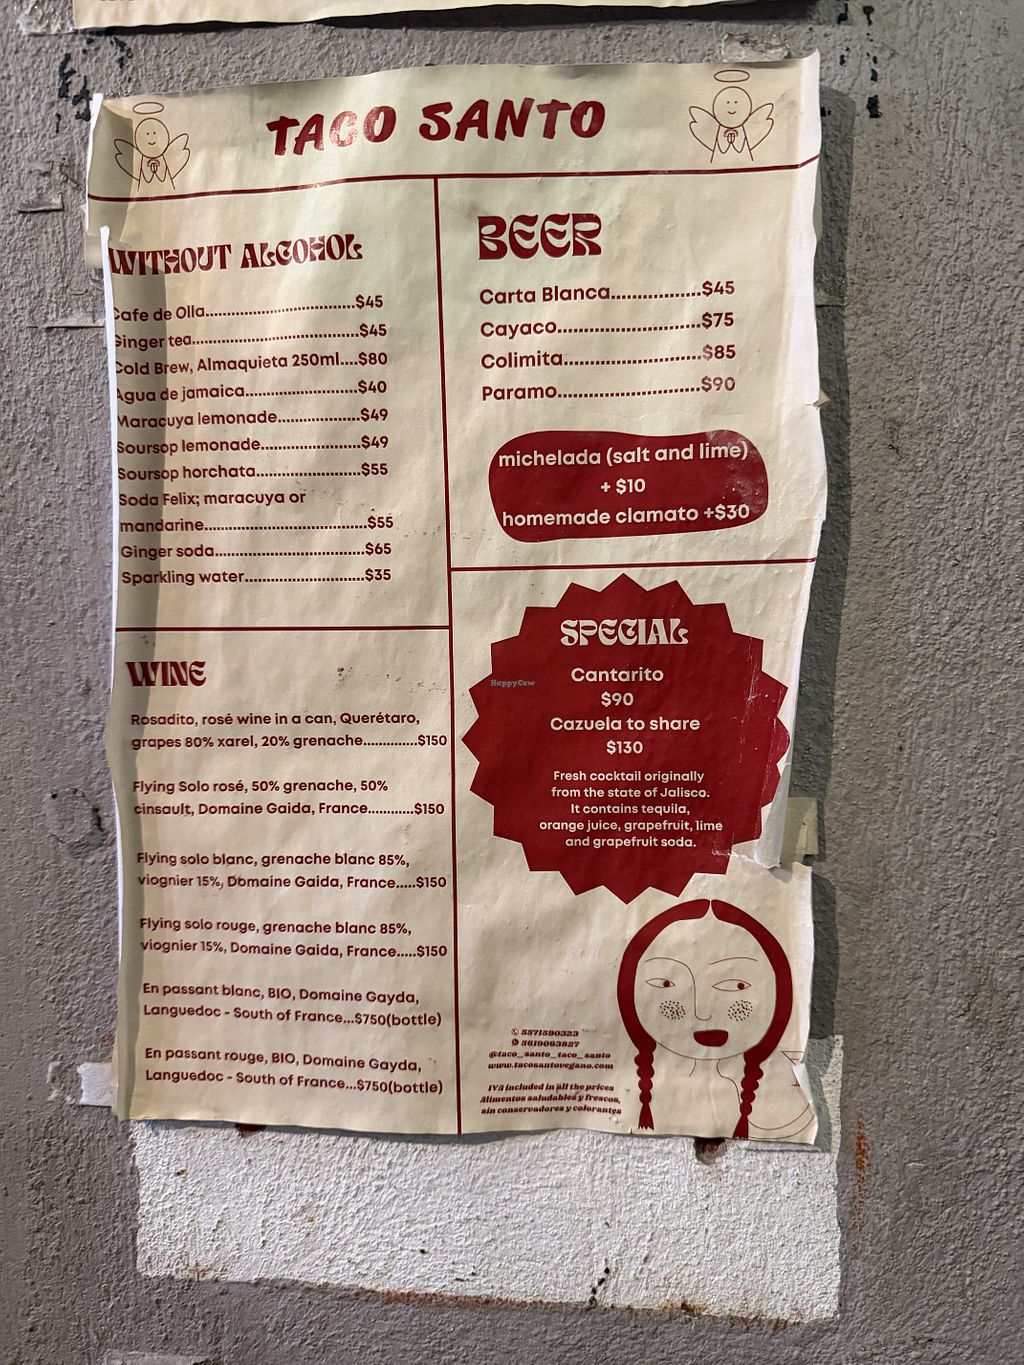 TACO SANTO
WITHOUT ALCOHOL
Cafe de Olla..............................$45
Ginger tea.................................$45
Cold Brew, Almaquieta 250ml....$80
Agua de jamaica........................$40
Maracuya lemonade..................$49
Soursop lemonade.....................$49
Soursop horchata......................$55
Soda Felix; maracuya or
mandarine.................................$55
Ginger soda..............................$65
Sparkling water........................$35
WINE
Rosadito, rosé wine in a can, Querétaro,
grapes 80% xarel, 20% grenache.............$150
Flying Solo rosé, 50% grenache, 50%
cinsault, Domaine Gaida, France...........$150
Flying solo blanc, grenache blanc 85%,
viognier 15%, Domaine Gaida, France.....$150
Flying solo rouge, grenache blanc 85%,
viognier 15%, Domaine Gaida, France.....$150
En passant blanc, BIO, Domaine Gayda,
Languedoc - South of France...$750(bottle)
En passant rouge, BIO, Domaine Gayda,
Languedoc - South of France...$750(bottle)
BEER
Carta Blanca................$45
Cayaco.........................$75
Colimita........................$85
Paramo.........................$90
michelada (salt and lime)
+ $10
homemade clamato +$30
SPECIAL
HappyCow
Cantarito
$90
Cazuela to share
$130
Fresh cocktail originally
from the state of Jalisco.
It contains tequila,
orange juice, grapefruit, lime
and grapefruit soda.
5571590323
5619063827
@taco_santo_taco_santo
www.tacosantovegano.com
IVA included in all the prices
Alimentos saludables y frescos,
sin conservadores y colorantes